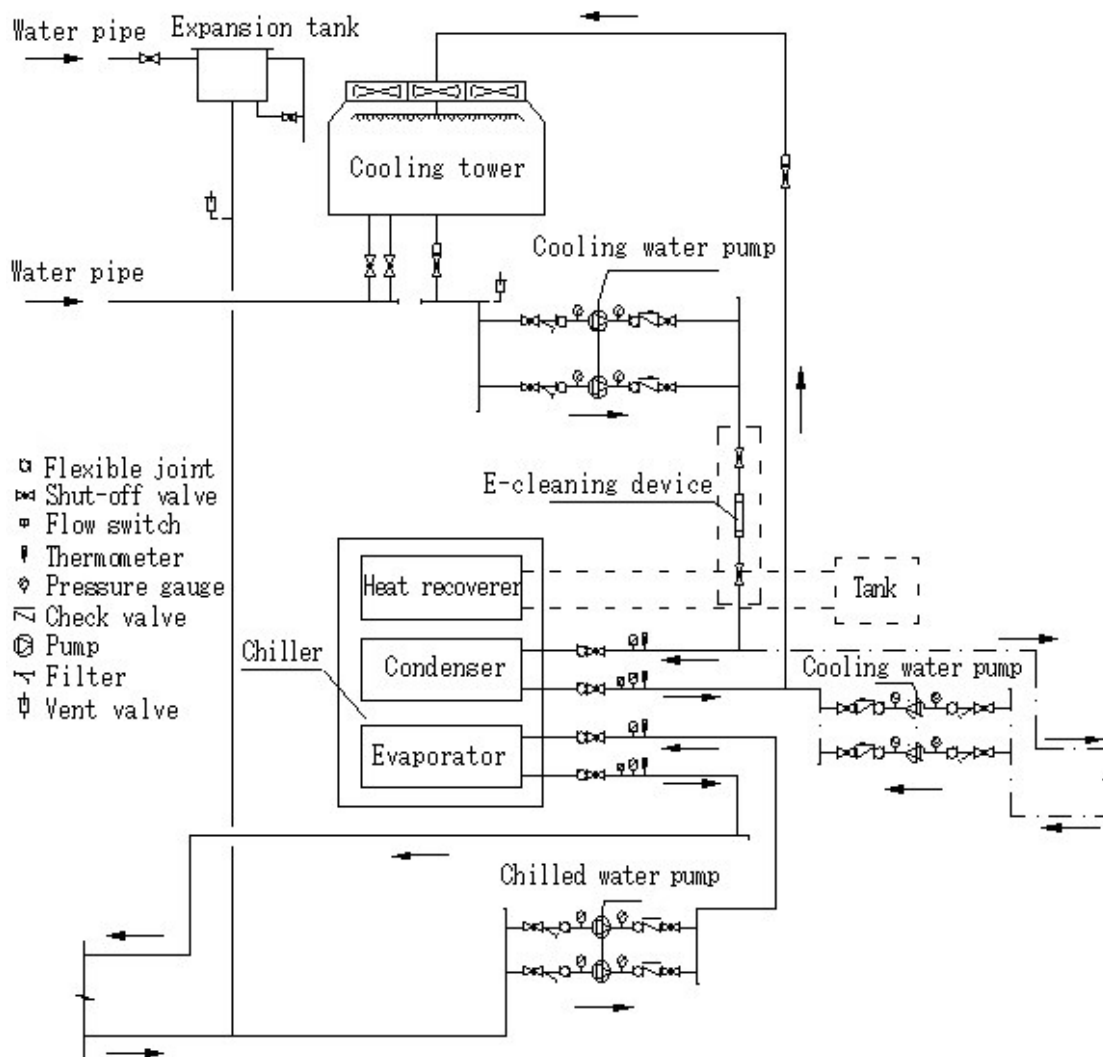 Water pipe
Expansion tank
Cooling tower
Water pipe
Cooling water pump
Flexible joint
Shut-off valve
Flow switch
Thermometer
Pressure gauge
Check valve
Pump
Filter
Vent valve
E-cleaning device
Heat recoverer
Tank
Chiller
Condenser
Cooling water pump
Evaporator
Chilled water pump